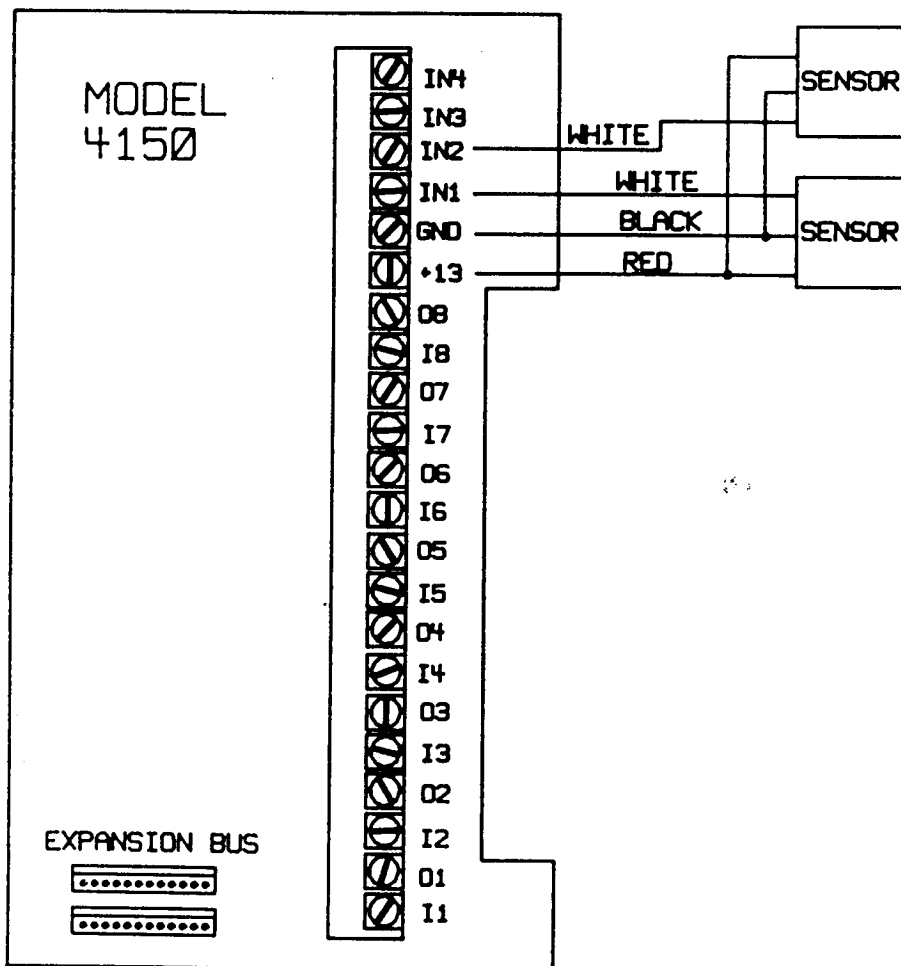 MODEL
4150
IN4
IN3
IN2
IN1
GND
+13
O8
I8
O7
I7
O6
I6
O5
I5
O4
I4
O3
I3
O2
I2
O1
I1
WHITE
WHITE
BLACK
RED
SENSOR
SENSOR
EXPANSION BUS